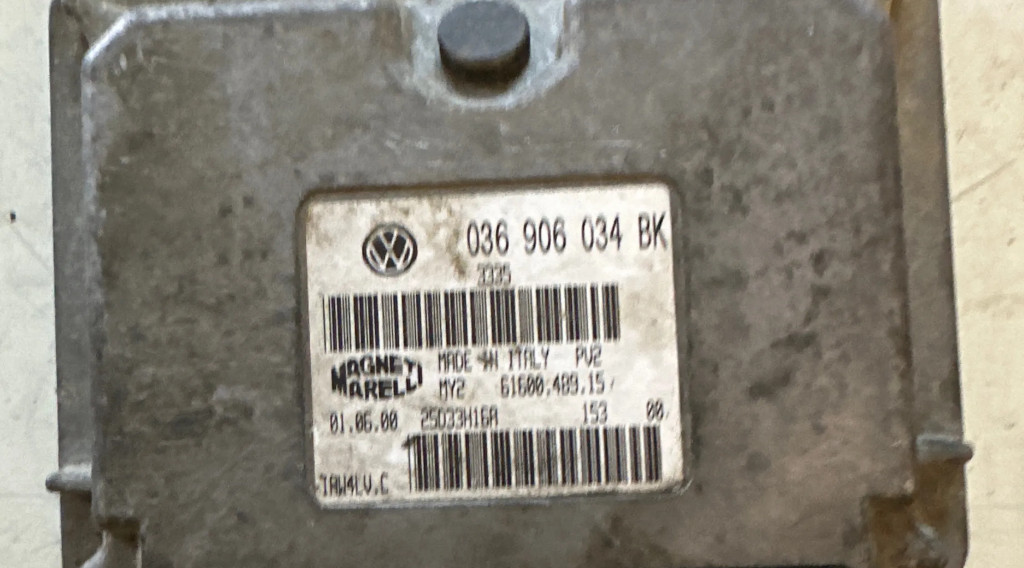 036 906 034 BK
3335
MADE IN ITALY PV2
MAGNETI
MARELLI
MY2 61600.489.15
01.06.00 25D33H16A 153 00
IAW4LV.C